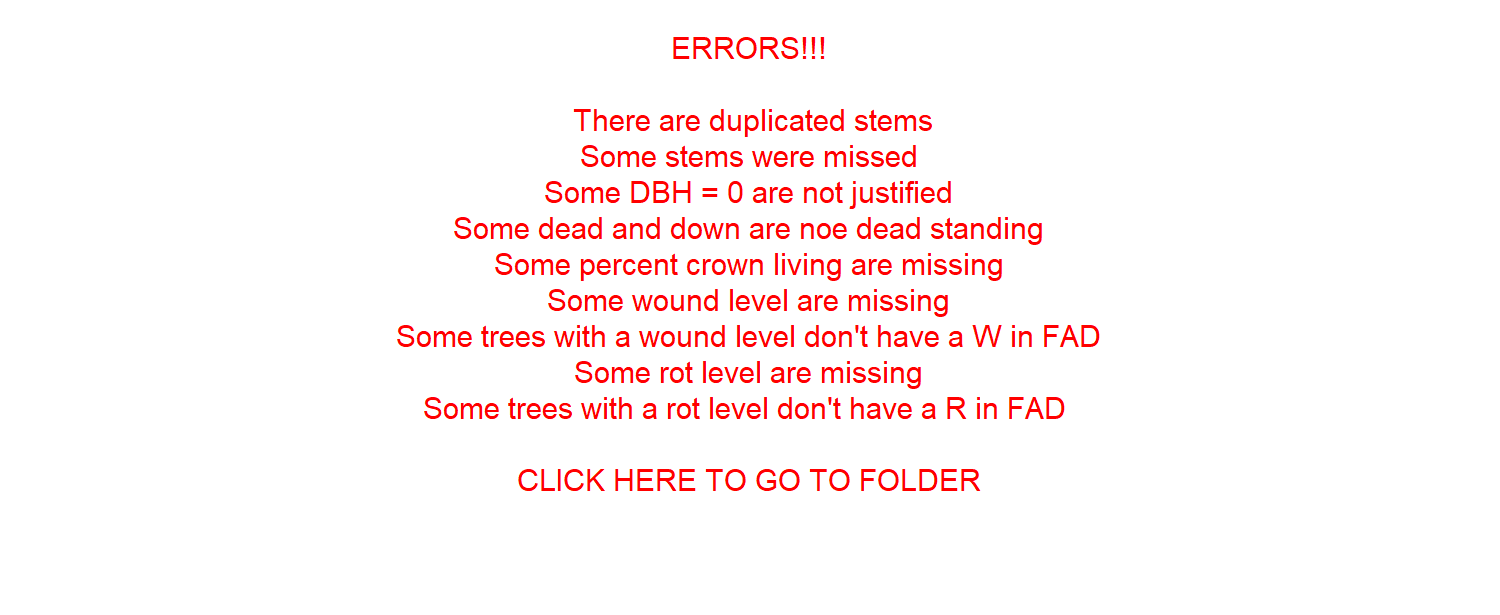 ERRORS!!!
There are duplicated stems
Some stems were missed
Some DBH = 0 are not justified
Some dead and down are noe dead standing
Some percent crown living are missing
Some wound level are missing
Some trees with a wound level don't have a W in FAD
Some rot level are missing
Some trees with a rot level don't have a R in FAD
CLICK HERE TO GO TO FOLDER